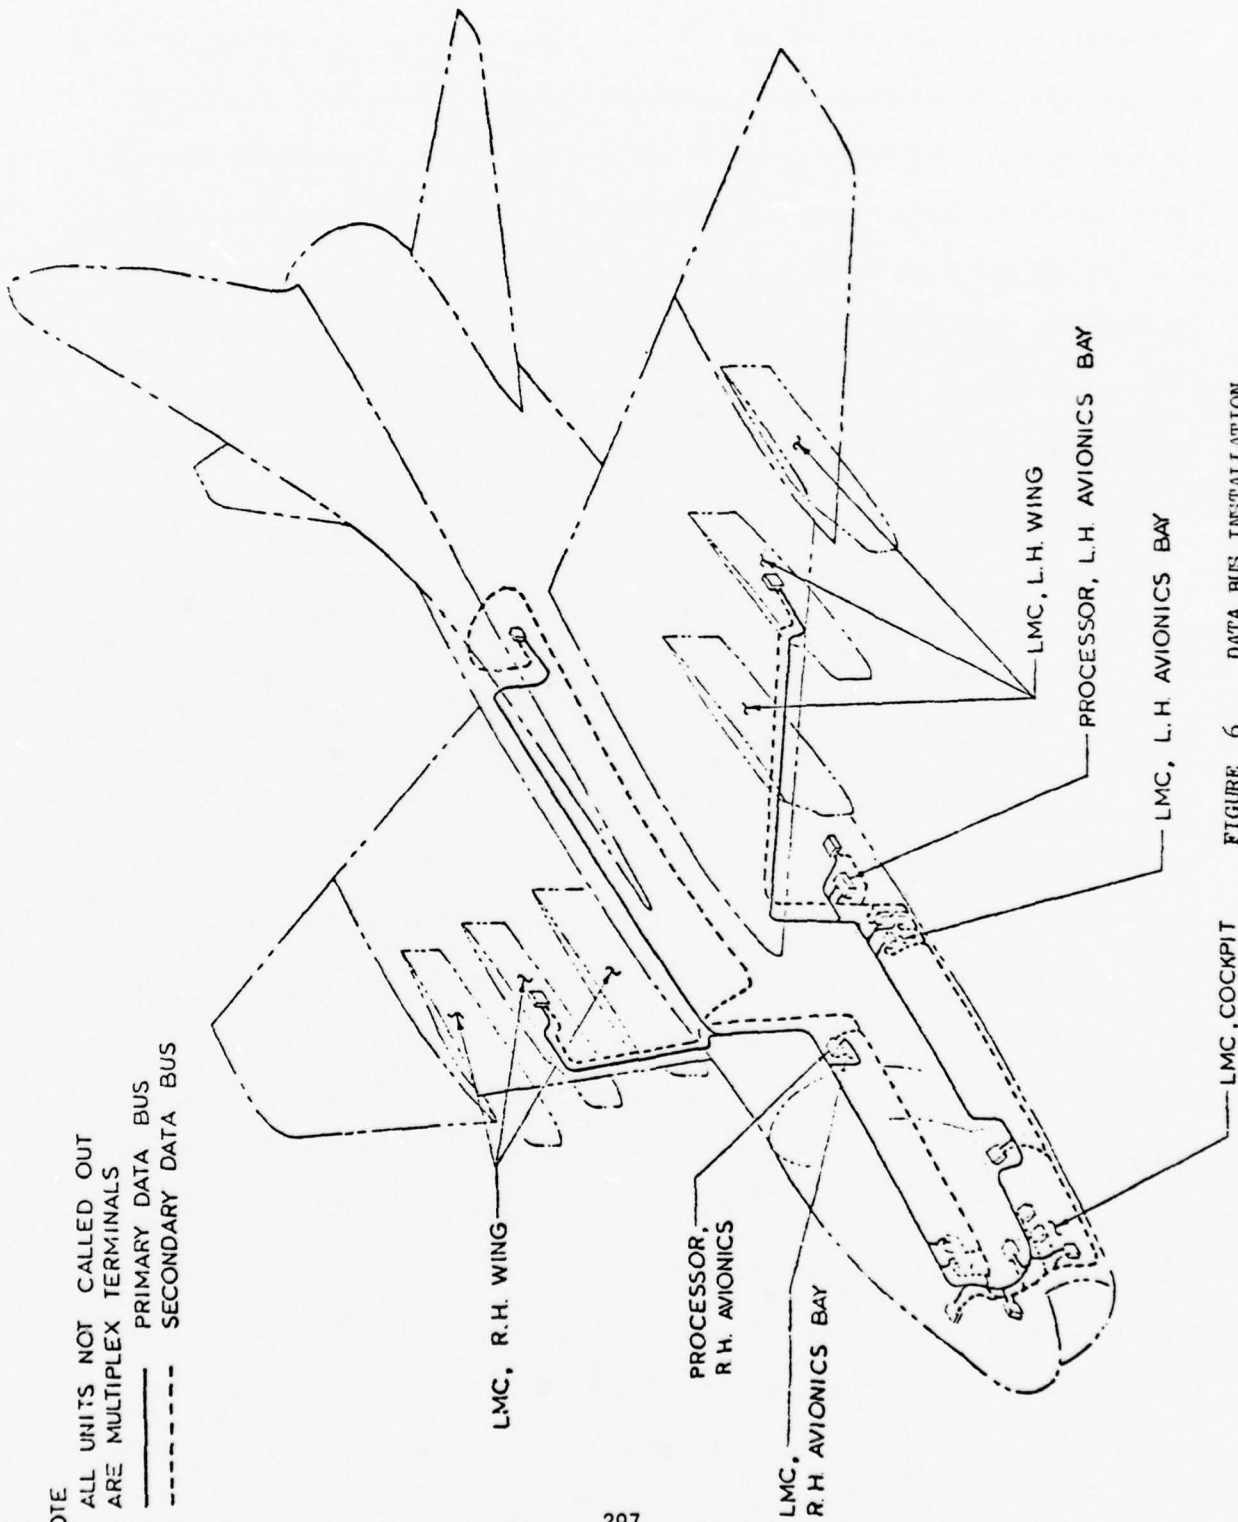 OTE
ALL UNITS NOT CALLED OUT
ARE MULTIPLEX TERMINALS
PRIMARY DATA BUS
SECONDARY DATA BUS
LMC, R.H. WING
PROCESSOR,
R.H. AVIONICS
LMC,
R.H. AVIONICS BAY
LMC, L.H. WING
PROCESSOR, L.H. AVIONICS BAY
LMC, L.H. AVIONICS BAY
LMC, COCKPIT
FIGURE 6 DATA BUS INSTALLATION
297